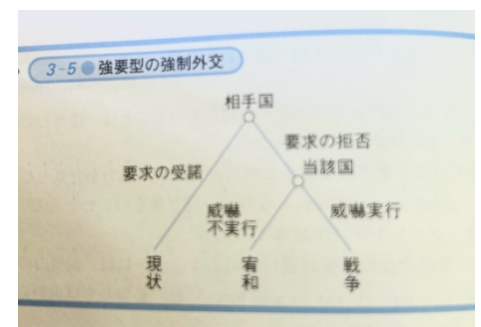 3-5 ● 強要型の強制外交
相手国
要求の拒否
要求の受諾
当該国
威嚇
不実行
威嚇実行
現状
宥和
戦争